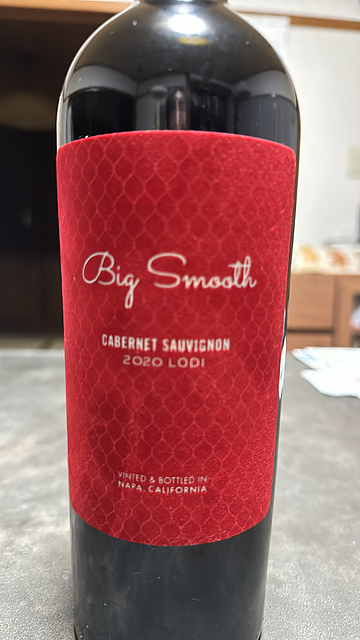 Big Smooth
CABERNET SAUVIGNON
2020 LODI
VINTED & BOTTLED IN
NAPA, CALIFORNIA